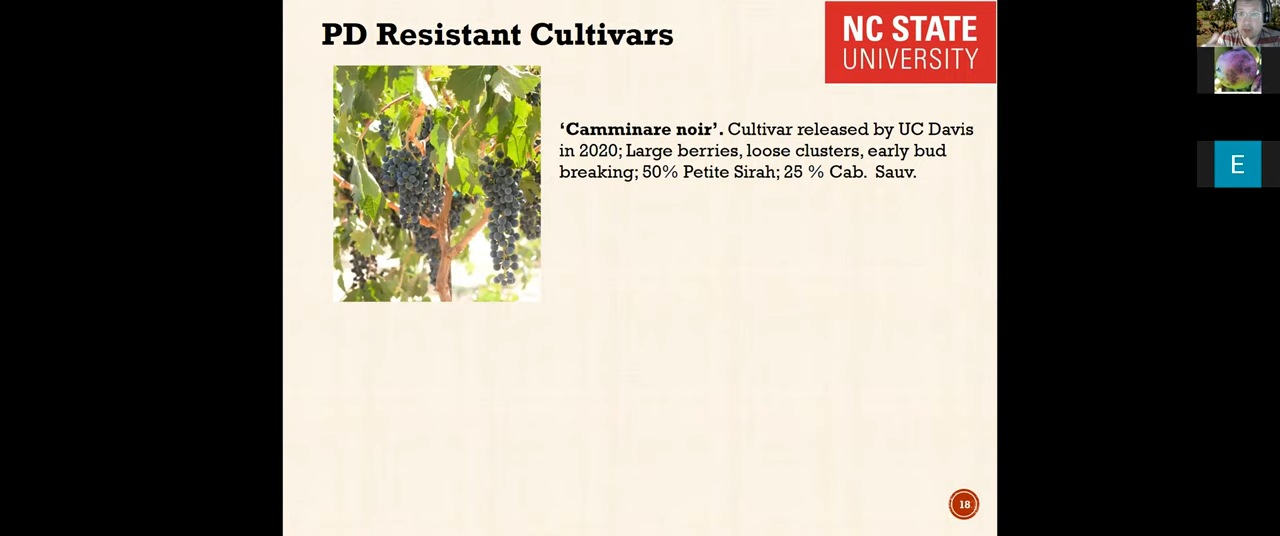 PD Resistant Cultivars
NC STATE
UNIVERSITY
‘Camminare noir’. Cultivar released by UC Davis
in 2020; Large berries, loose clusters, early bud
breaking; 50% Petite Sirah; 25 % Cab. Sauv.
E
18